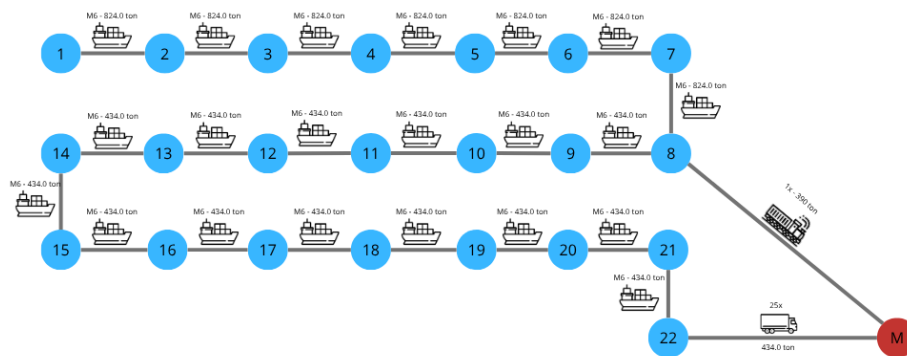 M6 - 824.0 ton M6 - 824.0 ton M6 - 824.0 ton M6 - 824.0 ton M6 - 824.0 ton M6 - 824.0 ton
1 2 3 4 5 6 7
M6 - 824.0 ton
M6 - 434.0 ton M6 - 434.0 ton M6 - 434.0 ton M6 - 434.0 ton M6 - 434.0 ton M6 - 434.0 ton
14 13 12 11 10 9 8
M6 - 434.0 ton
1x - 390 ton
M6 - 434.0 ton M6 - 434.0 ton M6 - 434.0 ton M6 - 434.0 ton M6 - 434.0 ton M6 - 434.0 ton
15 16 17 18 19 20 21
M6 - 434.0 ton
25x
22 M
434.0 ton